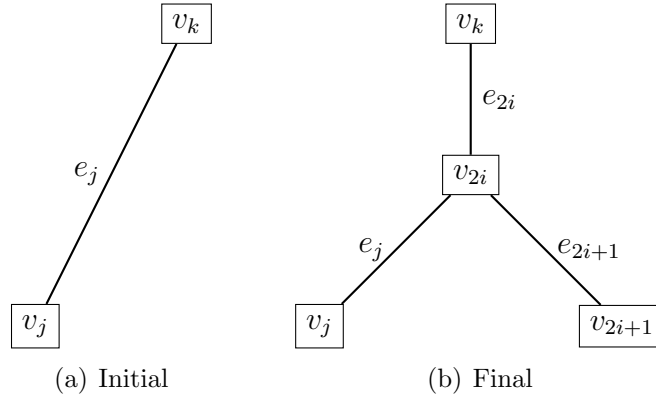 v_k
e_j
v_j
(a) Initial
v_k
e_{2i}
v_{2i}
e_j
e_{2i+1}
v_j
v_{2i+1}
(b) Final